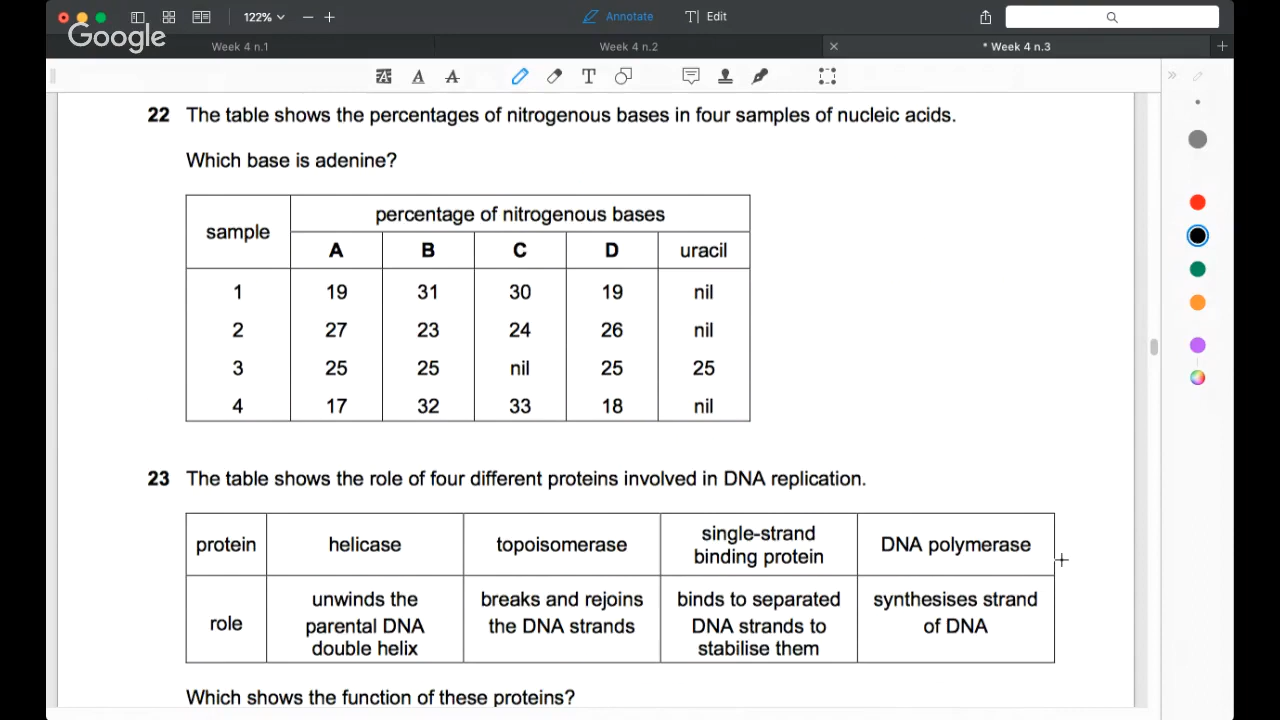 122%
Annotate
T| Edit
Google
Week 4 n.1
Week 4 n.2
* Week 4 n.3
22 The table shows the percentages of nitrogenous bases in four samples of nucleic acids.
Which base is adenine?
sample percentage of nitrogenous bases
A B C D uracil
1 19 31 30 19 nil
2 27 23 24 26 nil
3 25 25 nil 25 25
4 17 32 33 18 nil
23 The table shows the role of four different proteins involved in DNA replication.
protein helicase topoisomerase single-strand binding protein DNA polymerase
role unwinds the parental DNA double helix breaks and rejoins the DNA strands binds to separated DNA strands to stabilise them synthesises strand of DNA
Which shows the function of these proteins?